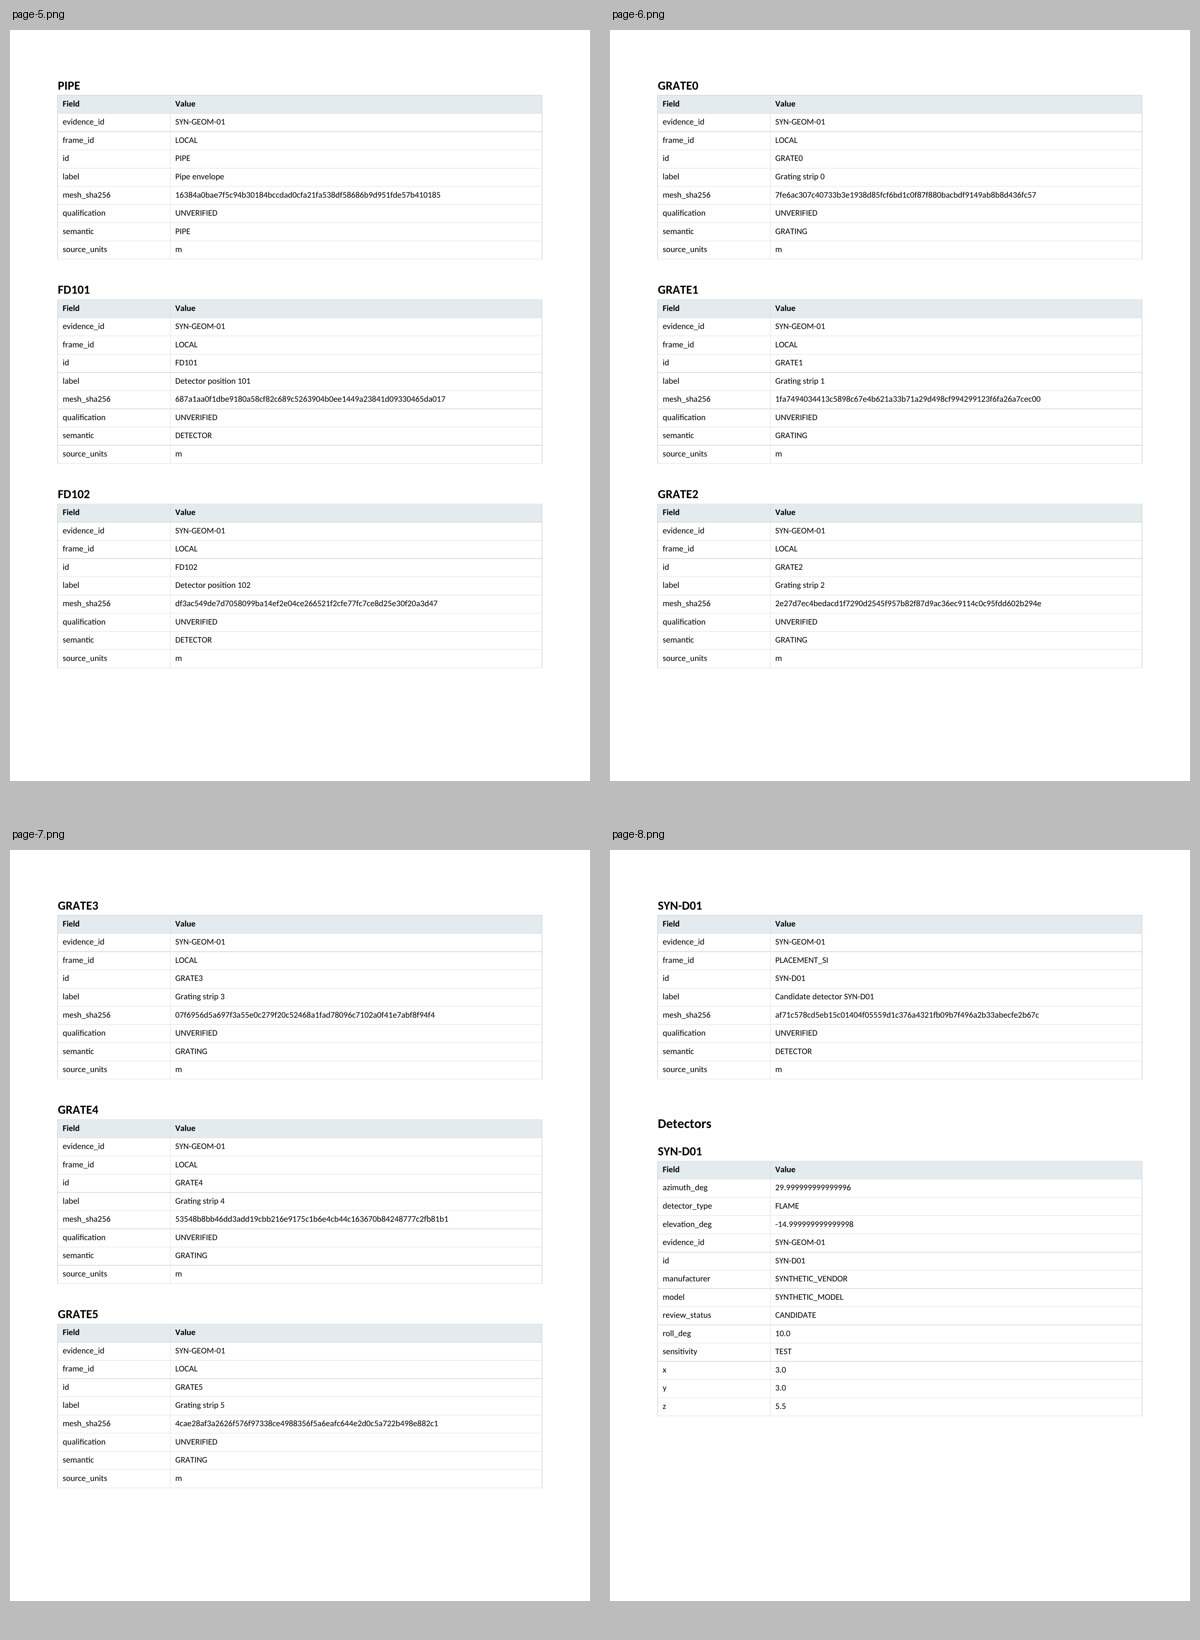 page-5.png
PIPE
Field Value
evidence_id SYN-GEOM-01
frame_id LOCAL
id PIPE
label Pipe envelope
mesh_sha256 16384a0bae7f5c94b30184bccdad0cfa21fa538df58686b9d951fde57b410185
qualification UNVERIFIED
semantic PIPE
source_units m
FD101
Field Value
evidence_id SYN-GEOM-01
frame_id LOCAL
id FD101
label Detector position 101
mesh_sha256 687a1aa0f1dbe9180a58cf82c689c5263904b0ee1449a23841d09330465da017
qualification UNVERIFIED
semantic DETECTOR
source_units m
FD102
Field Value
evidence_id SYN-GEOM-01
frame_id LOCAL
id FD102
label Detector position 102
mesh_sha256 df3ac549de7d7058099ba14ef2e04ce266521f2cfe77fc7ce8d25e30f20a3d47
qualification UNVERIFIED
semantic DETECTOR
source_units m
page-6.png
GRATE0
Field Value
evidence_id SYN-GEOM-01
frame_id LOCAL
id GRATE0
label Grating strip 0
mesh_sha256 7fe6ac307c40733b3e1938d85fcf6bd1c0f87f880bacbdf9149ab8b8d436fc57
qualification UNVERIFIED
semantic GRATING
source_units m
GRATE1
Field Value
evidence_id SYN-GEOM-01
frame_id LOCAL
id GRATE1
label Grating strip 1
mesh_sha256 1fa7494034413c5898c67e4b621a33b71a29d498cf994299123f6fa26a7cec00
qualification UNVERIFIED
semantic GRATING
source_units m
GRATE2
Field Value
evidence_id SYN-GEOM-01
frame_id LOCAL
id GRATE2
label Grating strip 2
mesh_sha256 2e27d7ec4bedacd1f7290d2545f957b82f87d9ac36ec9114c0c95fdd602b294e
qualification UNVERIFIED
semantic GRATING
source_units m
page-7.png
GRATE3
Field Value
evidence_id SYN-GEOM-01
frame_id LOCAL
id GRATE3
label Grating strip 3
mesh_sha256 07f6956d5a697f3a55e0c279f20c52468a1fad78096c7102a0f41e7abf8f94f4
qualification UNVERIFIED
semantic GRATING
source_units m
GRATE4
Field Value
evidence_id SYN-GEOM-01
frame_id LOCAL
id GRATE4
label Grating strip 4
mesh_sha256 53548b8bb46dd3add19cbb216e9175c1b6e4cb44c163670b84248777c2fb81b1
qualification UNVERIFIED
semantic GRATING
source_units m
GRATE5
Field Value
evidence_id SYN-GEOM-01
frame_id LOCAL
id GRATE5
label Grating strip 5
mesh_sha256 4cae28af3a2626f576f97338ce4988356f5a6eafc644e2d0c5a722b498e882c1
qualification UNVERIFIED
semantic GRATING
source_units m
page-8.png
SYN-D01
Field Value
evidence_id SYN-GEOM-01
frame_id PLACEMENT_SI
id SYN-D01
label Candidate detector SYN-D01
mesh_sha256 af71c578cd5eb15c01404f05559d1c376a4321fb09b7f496a2b33abecfe2b67c
qualification UNVERIFIED
semantic DETECTOR
source_units m
Detectors
SYN-D01
Field Value
azimuth_deg 29.999999999999996
detector_type FLAME
elevation_deg -14.999999999999998
evidence_id SYN-GEOM-01
id SYN-D01
manufacturer SYNTHETIC_VENDOR
model SYNTHETIC_MODEL
review_status CANDIDATE
roll_deg 10.0
sensitivity TEST
x 3.0
y 3.0
z 5.5